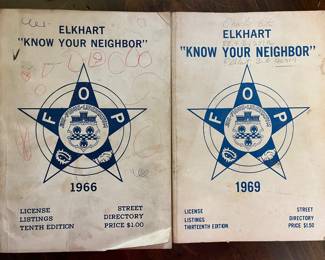 ELKHART
"KNOW YOUR NEIGHBOR"
F O P
1966
LICENSE
LISTINGS
TENTH EDITION
STREET
DIRECTORY
PRICE $1.00
ELKHART
"KNOW YOUR NEIGHBOR"
F O P
1969
LICENSE
LISTINGS
THIRTEENTH EDITION
STREET
DIRECTORY
PRICE $1.50